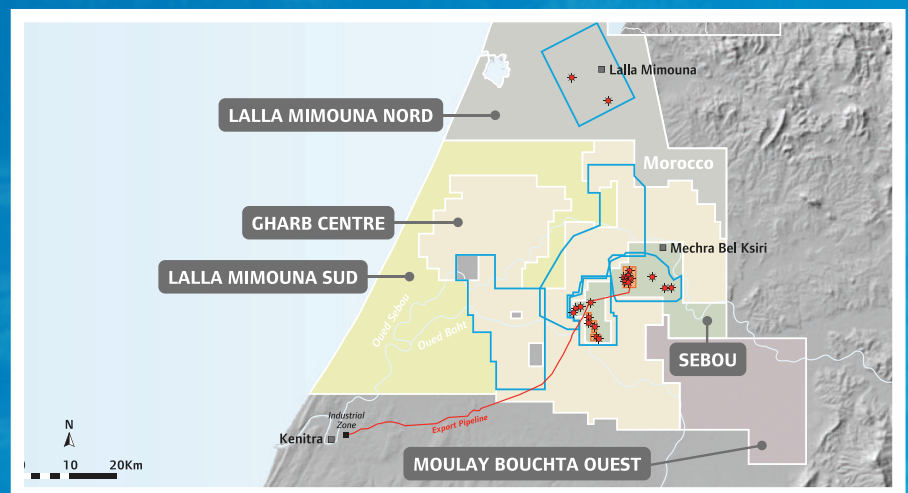 Lalla Mimouna
LALLA MIMOUNA NORD
Morocco
GHARB CENTRE
Mechra Bel Ksiri
LALLA MIMOUNA SUD
Oued Sebou
Oued Baht
SEBOU
Industrial
Zone
Export Pipeline
N
Kenitra
MOULAY BOUCHTA OUEST
10 20Km